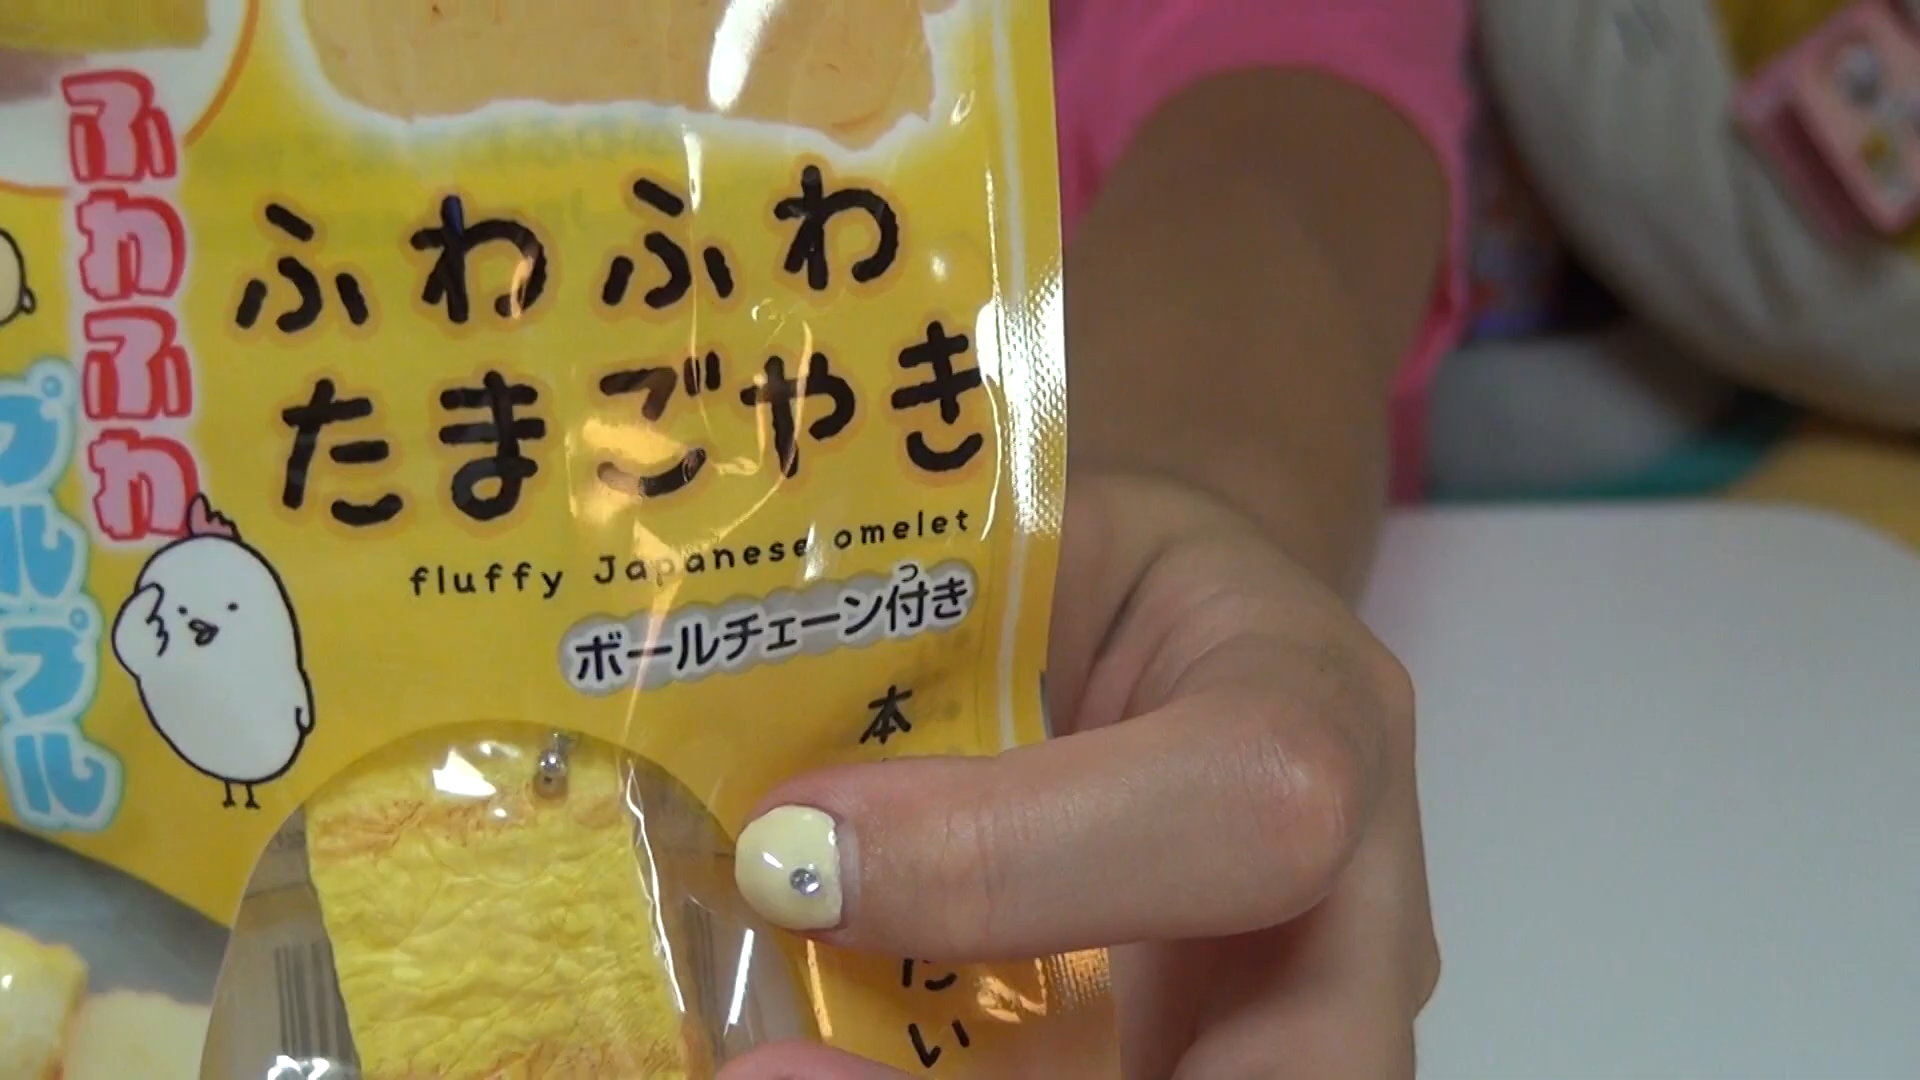 ふわふわ
プルプル
ふわふわ
たまごやき
fluffy Japanese omelet
ボールチェーン付き
つ
本
たい